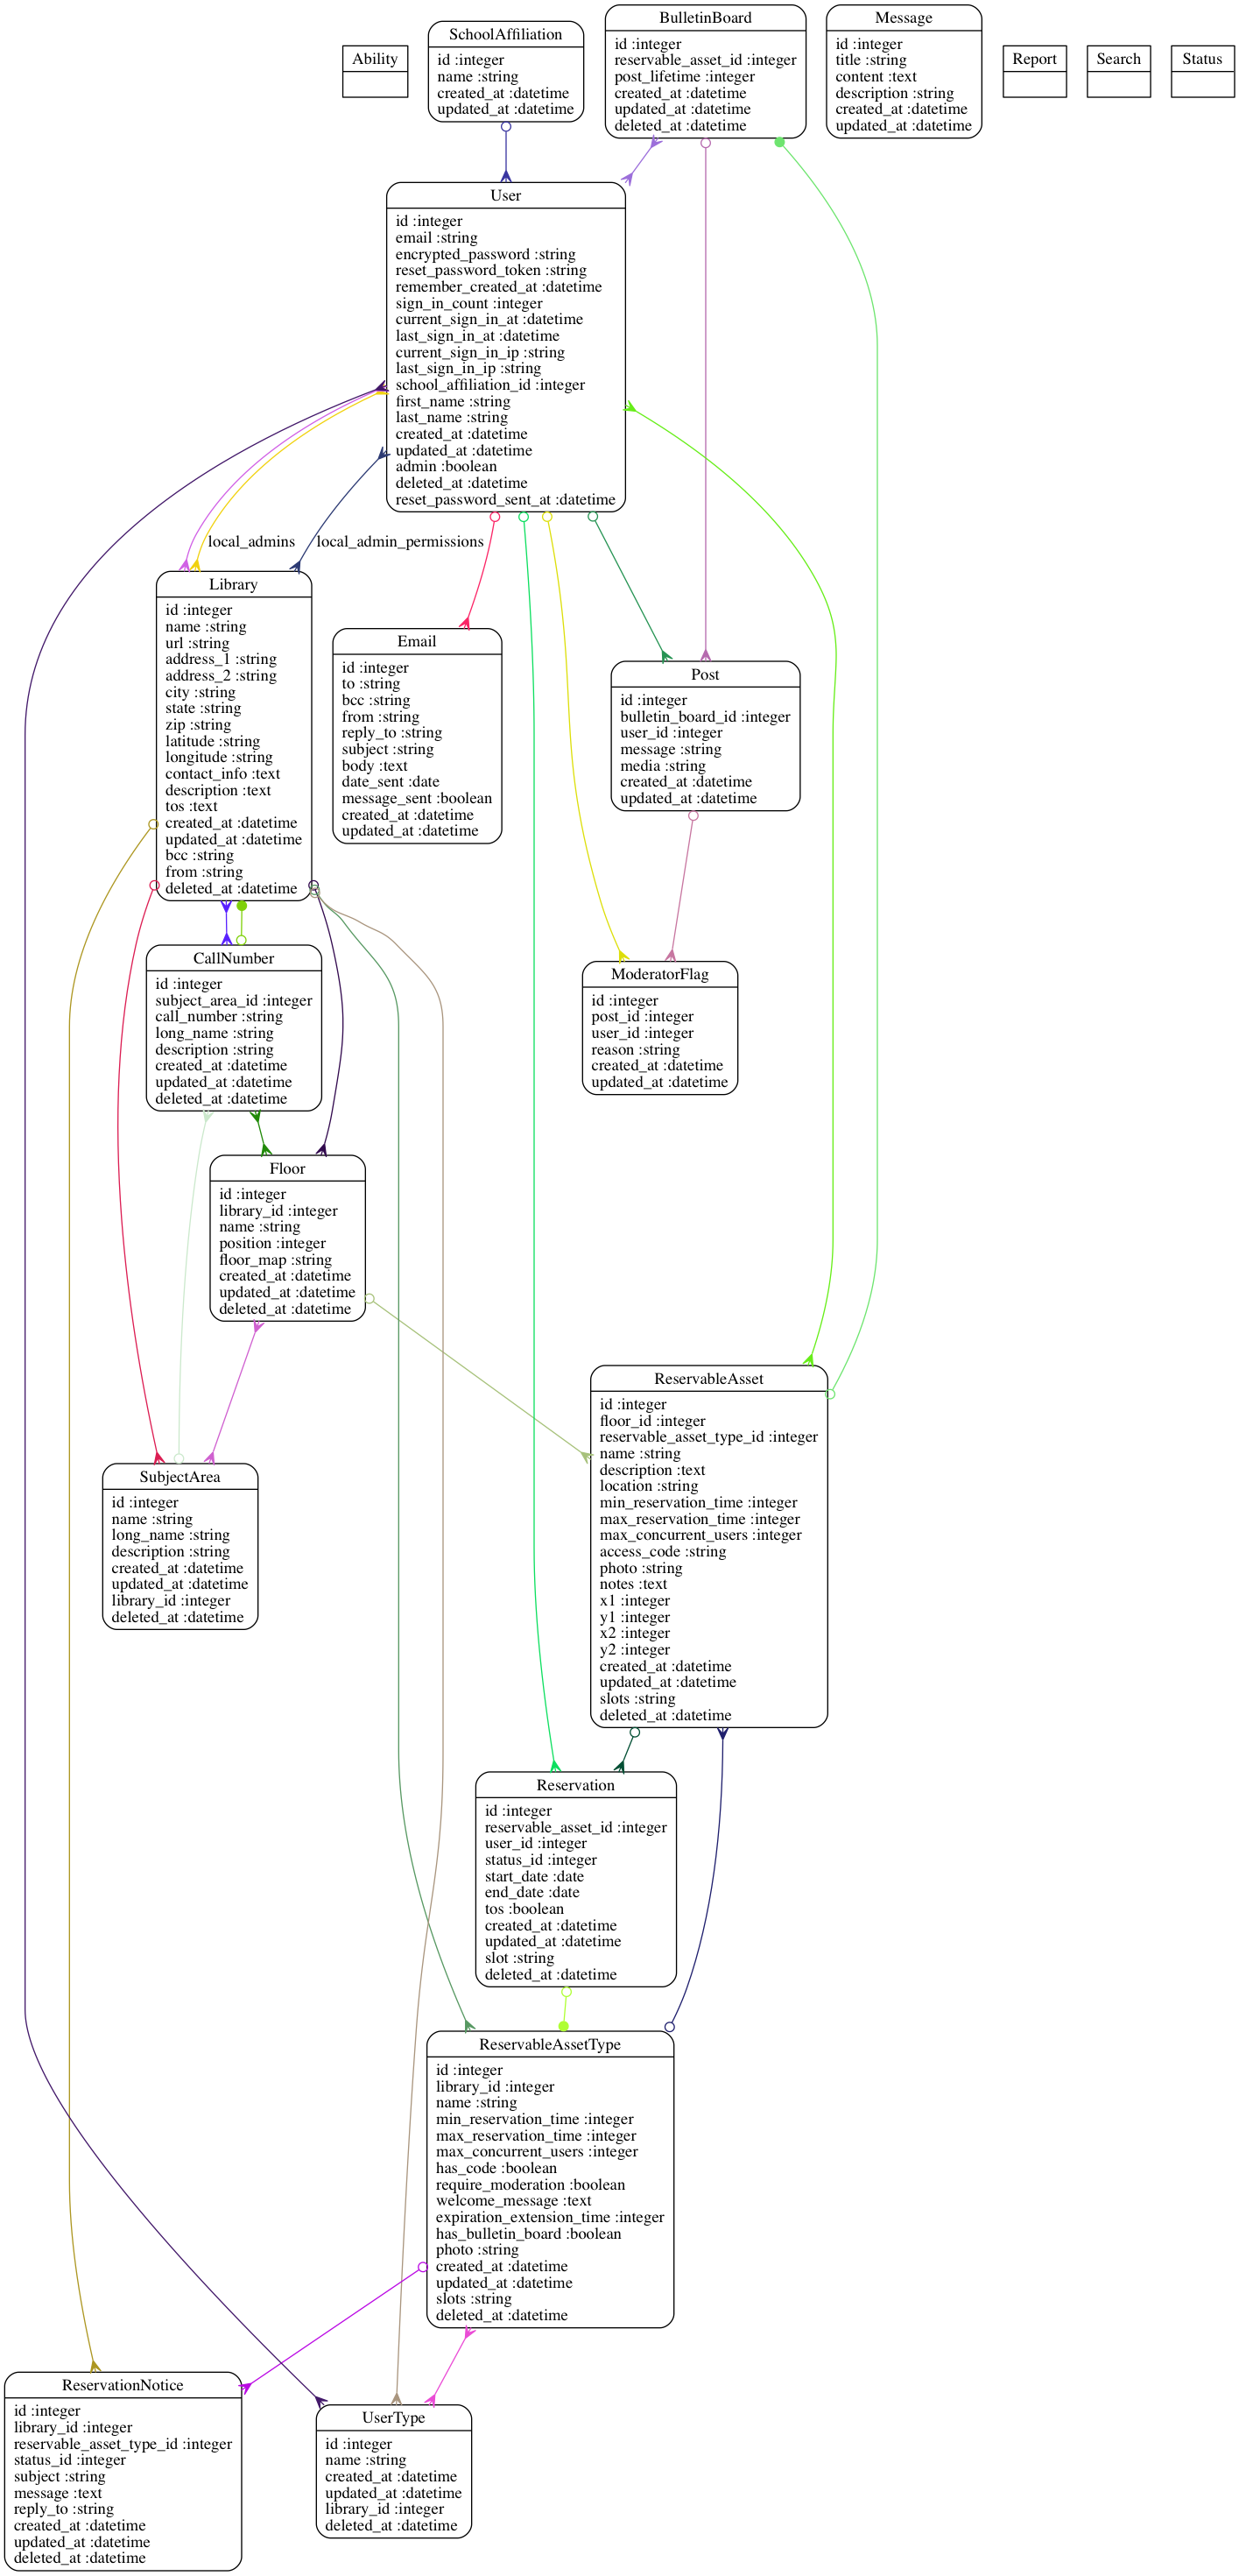 Ability
SchoolAffiliation
id :integer
name :string
created_at :datetime
updated_at :datetime
BulletinBoard
id :integer
reservable_asset_id :integer
post_lifetime :integer
created_at :datetime
updated_at :datetime
deleted_at :datetime
Message
id :integer
title :string
content :text
description :string
created_at :datetime
updated_at :datetime
Report
Search
Status
User
id :integer
email :string
encrypted_password :string
reset_password_token :string
remember_created_at :datetime
sign_in_count :integer
current_sign_in_at :datetime
last_sign_in_at :datetime
current_sign_in_ip :string
last_sign_in_ip :string
school_affiliation_id :integer
first_name :string
last_name :string
created_at :datetime
updated_at :datetime
admin :boolean
deleted_at :datetime
reset_password_sent_at :datetime
local_admins
local_admin_permissions
Library
id :integer
name :string
url :string
address_1 :string
address_2 :string
city :string
state :string
zip :string
latitude :string
longitude :string
contact_info :text
description :text
tos :text
created_at :datetime
updated_at :datetime
bcc :string
from :string
deleted_at :datetime
Email
id :integer
to :string
bcc :string
from :string
reply_to :string
subject :string
body :text
date_sent :date
message_sent :boolean
created_at :datetime
updated_at :datetime
Post
id :integer
bulletin_board_id :integer
user_id :integer
message :string
media :string
created_at :datetime
updated_at :datetime
CallNumber
id :integer
subject_area_id :integer
call_number :string
long_name :string
description :string
created_at :datetime
updated_at :datetime
deleted_at :datetime
ModeratorFlag
id :integer
post_id :integer
user_id :integer
reason :string
created_at :datetime
updated_at :datetime
Floor
id :integer
library_id :integer
name :string
position :integer
floor_map :string
created_at :datetime
updated_at :datetime
deleted_at :datetime
ReservableAsset
id :integer
floor_id :integer
reservable_asset_type_id :integer
name :string
description :text
location :string
min_reservation_time :integer
max_reservation_time :integer
max_concurrent_users :integer
access_code :string
photo :string
notes :text
x1 :integer
y1 :integer
x2 :integer
y2 :integer
created_at :datetime
updated_at :datetime
slots :string
deleted_at :datetime
SubjectArea
id :integer
name :string
long_name :string
description :string
created_at :datetime
updated_at :datetime
library_id :integer
deleted_at :datetime
Reservation
id :integer
reservable_asset_id :integer
user_id :integer
status_id :integer
start_date :date
end_date :date
tos :boolean
created_at :datetime
updated_at :datetime
slot :string
deleted_at :datetime
ReservableAssetType
id :integer
library_id :integer
name :string
min_reservation_time :integer
max_reservation_time :integer
max_concurrent_users :integer
has_code :boolean
require_moderation :boolean
welcome_message :text
expiration_extension_time :integer
has_bulletin_board :boolean
photo :string
created_at :datetime
updated_at :datetime
slots :string
deleted_at :datetime
ReservationNotice
id :integer
library_id :integer
reservable_asset_type_id :integer
status_id :integer
subject :string
message :text
reply_to :string
created_at :datetime
updated_at :datetime
deleted_at :datetime
UserType
id :integer
name :string
created_at :datetime
updated_at :datetime
library_id :integer
deleted_at :datetime